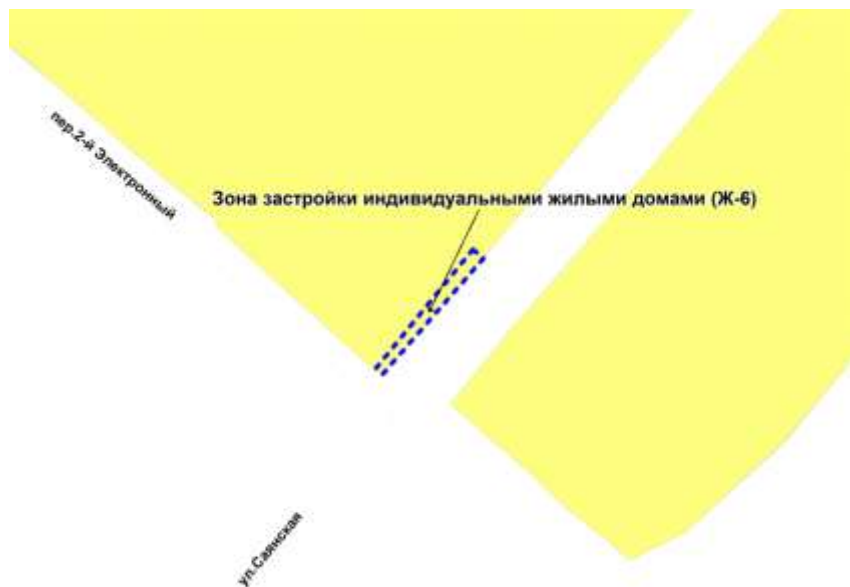 пер.2-й Электронный
Зона застройки индивидуальными жилыми домами (Ж-6)
ул.Саянская